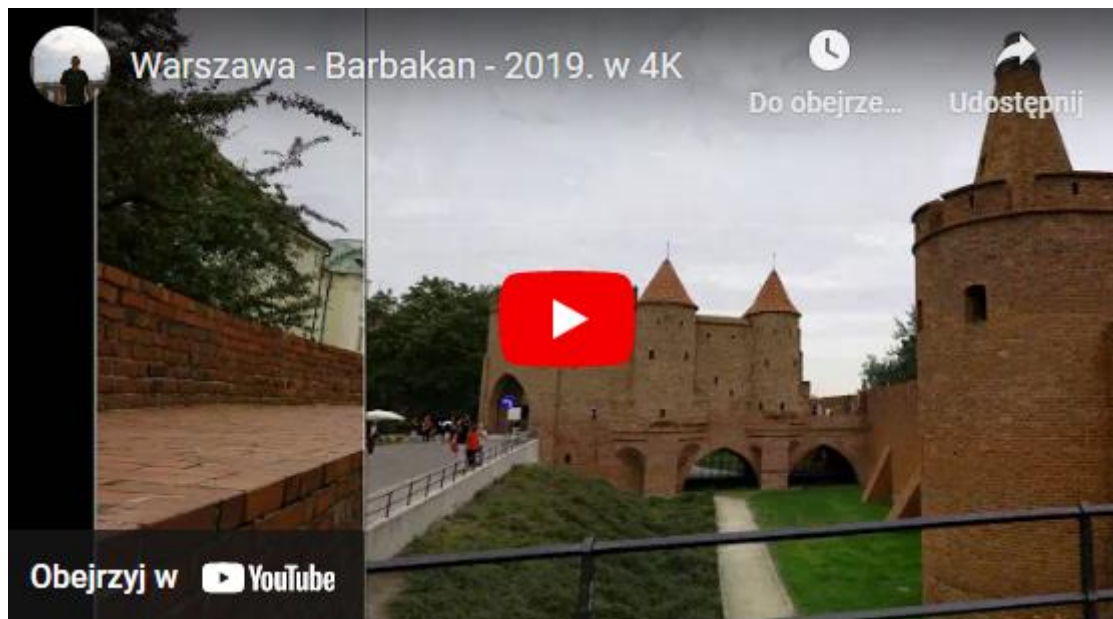 Warszawa - Barbakan - 2019. w 4K
Do obejrze...
Udostępnij
Obejrzyj w YouTube